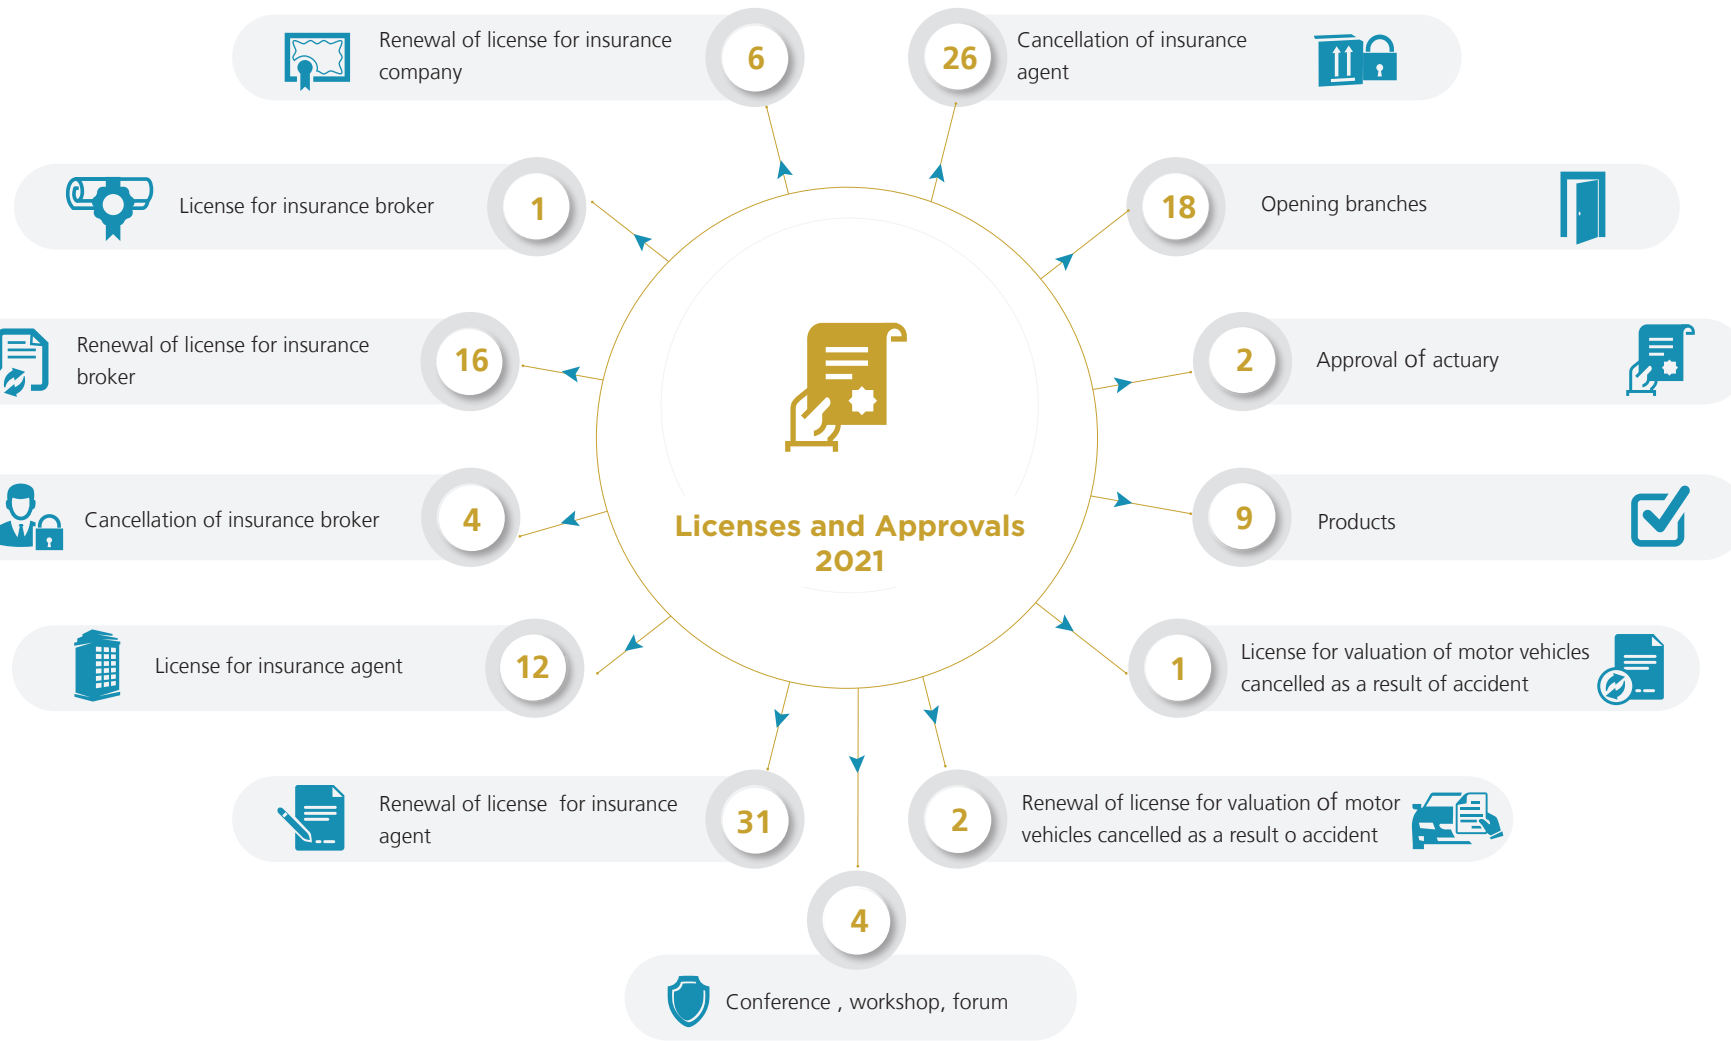 Renewal of license for insurance
company
6
26
Cancellation of insurance
agent
License for insurance broker
1
18
Opening branches
Renewal of license for insurance
broker
16
2
Approval of actuary
Cancellation of insurance broker
4
9
Products
Licenses and Approvals
2021
License for insurance agent
12
1
License for valuation of motor vehicles
cancelled as a result of accident
Renewal of license for insurance
agent
31
2
Renewal of license for valuation of motor
vehicles cancelled as a result o accident
4
Conference , workshop, forum